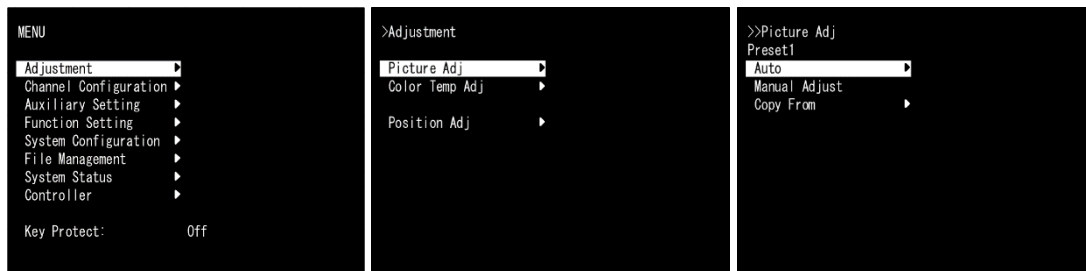 MENU
Adjustment ▶
Channel Configuration ▶
Auxiliary Setting ▶
Function Setting ▶
System Configuration ▶
File Management ▶
System Status ▶
Controller ▶
Key Protect: Off
>Adjustment
Picture Adj ▶
Color Temp Adj ▶
Position Adj ▶
>>Picture Adj
Preset1
Auto ▶
Manual Adjust
Copy From ▶